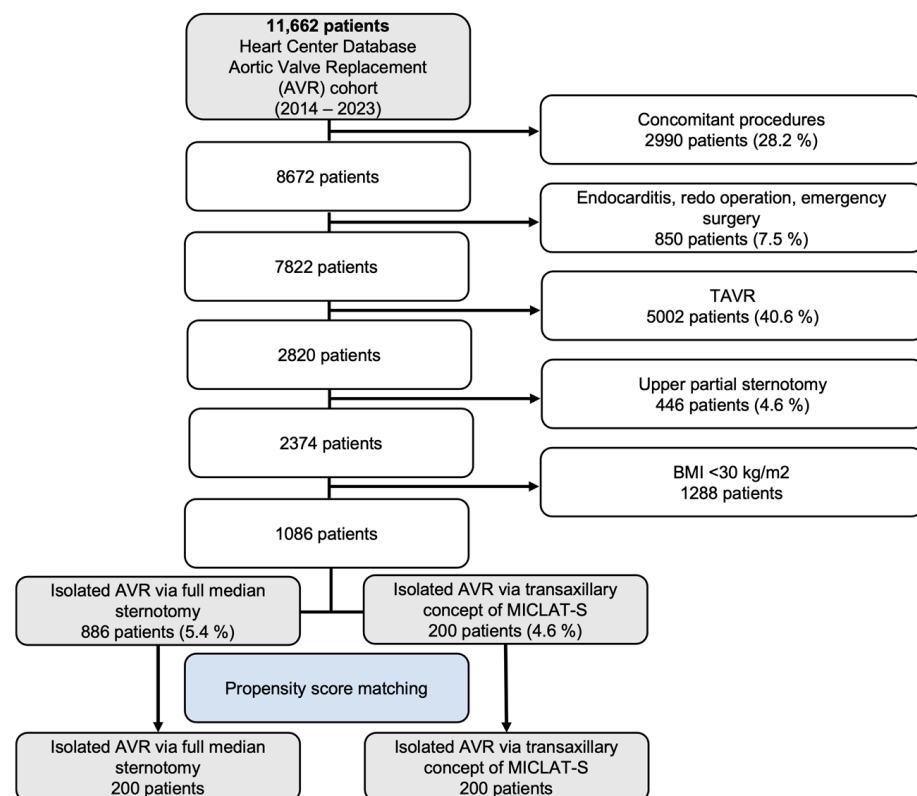 11,662 patients
Heart Center Database
Aortic Valve Replacement
(AVR) cohort
(2014 – 2023)
Concomitant procedures
2990 patients (28.2 %)
8672 patients
Endocarditis, redo operation, emergency
surgery
850 patients (7.5 %)
7822 patients
TAVR
5002 patients (40.6 %)
2820 patients
Upper partial sternotomy
446 patients (4.6 %)
2374 patients
BMI <30 kg/m2
1288 patients
1086 patients
Isolated AVR via full median
sternotomy
886 patients (5.4 %)
Isolated AVR via transaxillary
concept of MICLAT-S
200 patients (4.6 %)
Propensity score matching
Isolated AVR via full median
sternotomy
200 patients
Isolated AVR via transaxillary
concept of MICLAT-S
200 patients